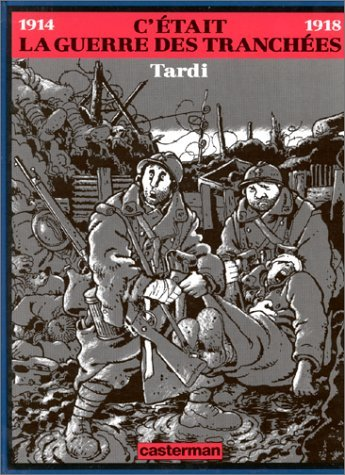 1914 C'ÉTAIT 1918
LA GUERRE DES TRANCHÉES
Tardi
casterman